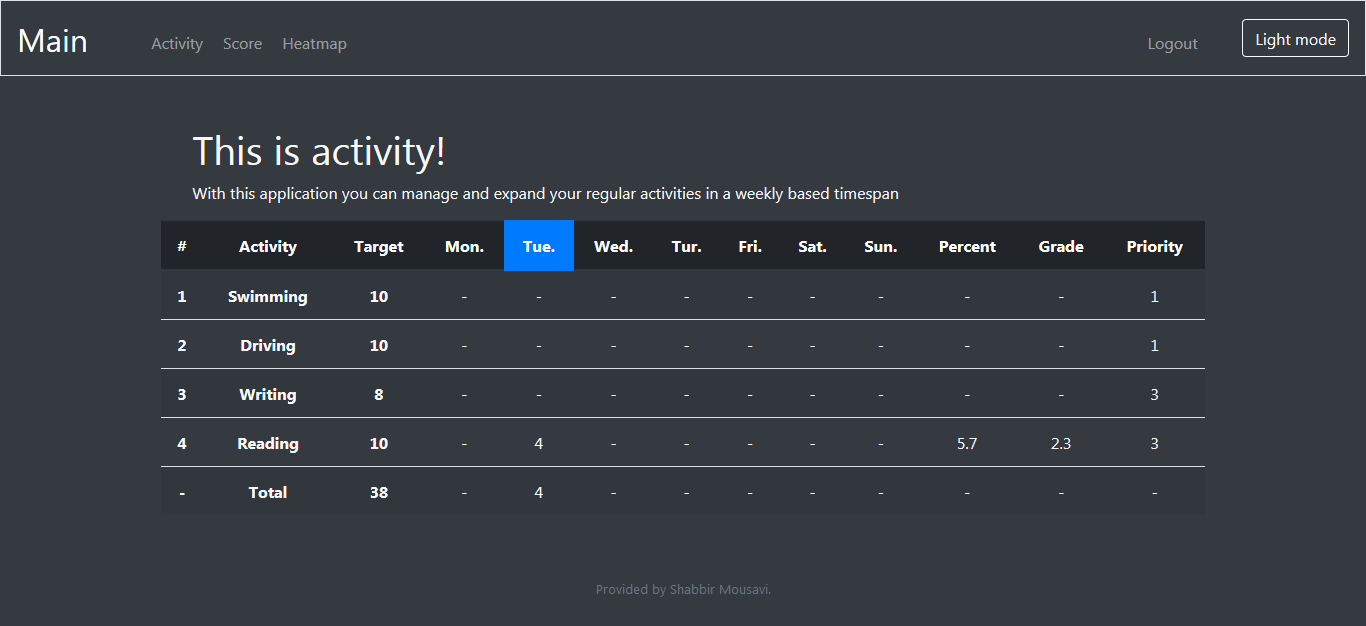 Main Activity Score Heatmap Logout Light mode
This is activity!
With this application you can manage and expand your regular activities in a weekly based timespan
# Activity Target Mon. Tue. Wed. Tur. Fri. Sat. Sun. Percent Grade Priority
1 Swimming 10 - - - - - - - - - 1
2 Driving 10 - - - - - - - - - 1
3 Writing 8 - - - - - - - - - 3
4 Reading 10 - 4 - - - - - 5.7 2.3 3
- Total 38 - 4 - - - - - - - -
Provided by Shabbir Mousavi.